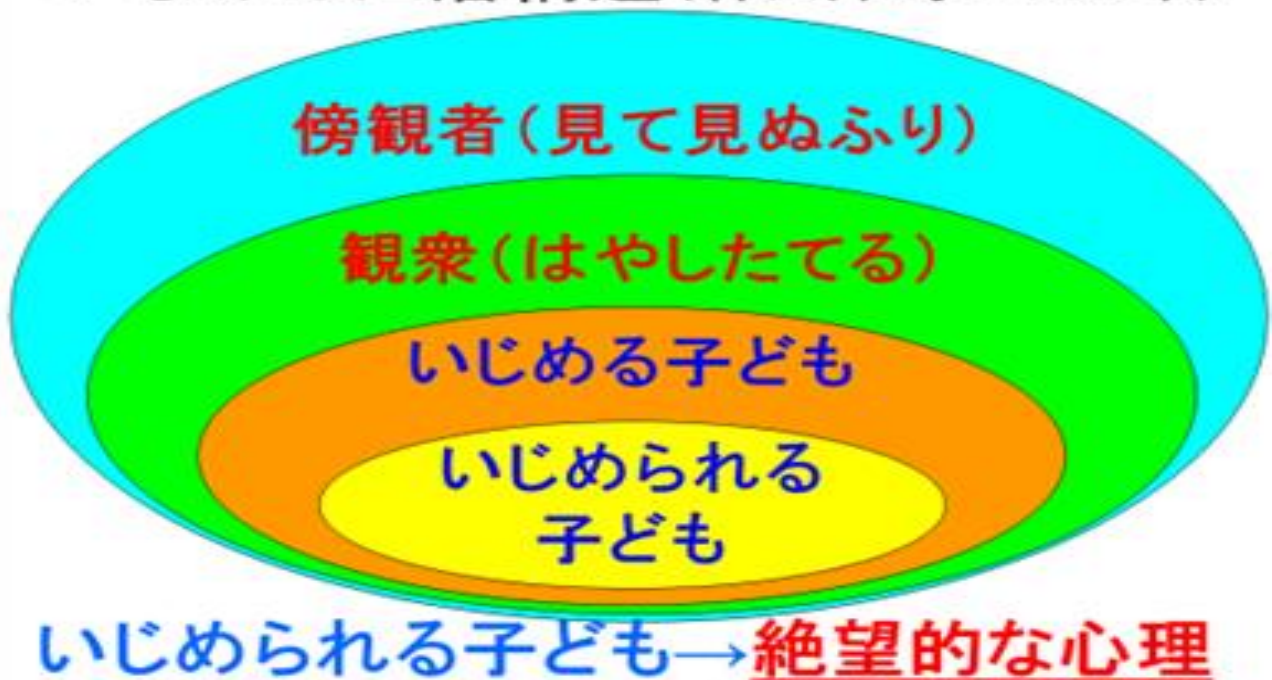 傍観者(見て見ぬふり)
観衆(はやしたてる)
いじめる子ども
いじめられる
子ども
いじめられる子ども→絶望的な心理